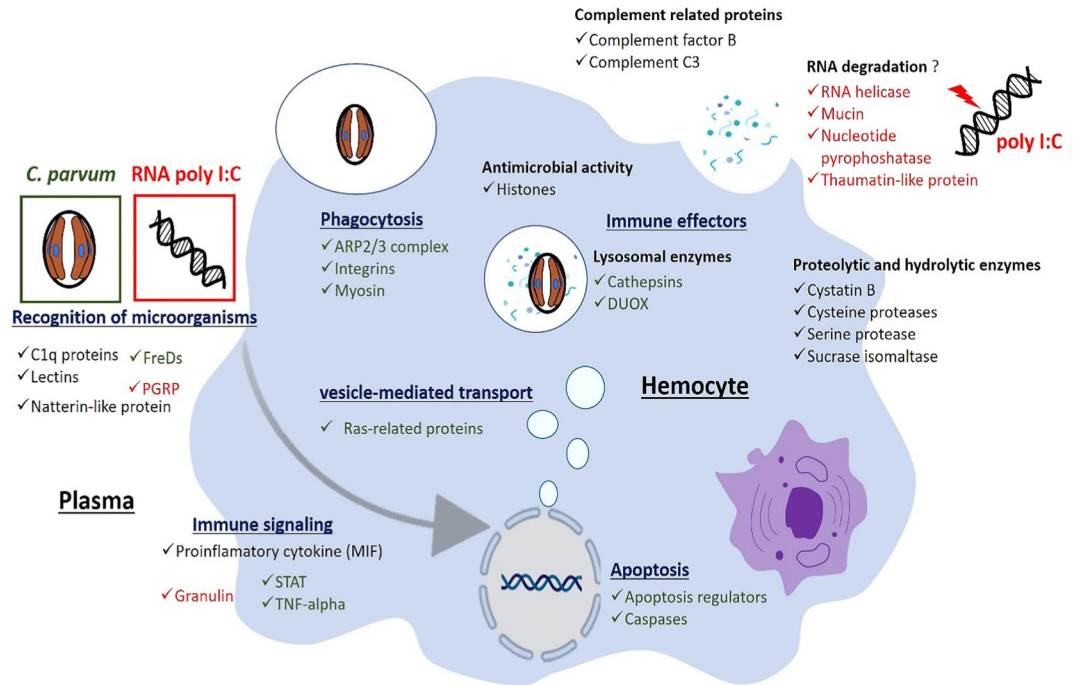 Complement related proteins
✓Complement factor B
✓Complement C3
RNA degradation ?
✓RNA helicase
✓Mucin
✓Nucleotide
pyrophoshatase
✓Thaumatin-like protein
poly I:C
C. parvum
RNA poly I:C
Recognition of microorganisms
✓C1q proteins
✓Lectins
✓Natterin-like protein
✓FreDs
✓PGRP
Antimicrobial activity
✓Histones
Phagocytosis
✓ARP2/3 complex
✓Integrins
✓Myosin
Immune effectors
Lysosomal enzymes
✓Cathepsins
✓DUOX
Proteolytic and hydrolytic enzymes
✓Cystatin B
✓Cysteine proteases
✓Serine protease
✓Sucrase isomaltase
vesicle-mediated transport
✓ Ras-related proteins
Hemocyte
Plasma
Immune signaling
✓Proinflamatory cytokine (MIF)
✓Granulin
✓STAT
✓TNF-alpha
Apoptosis
✓Apoptosis regulators
✓Caspases